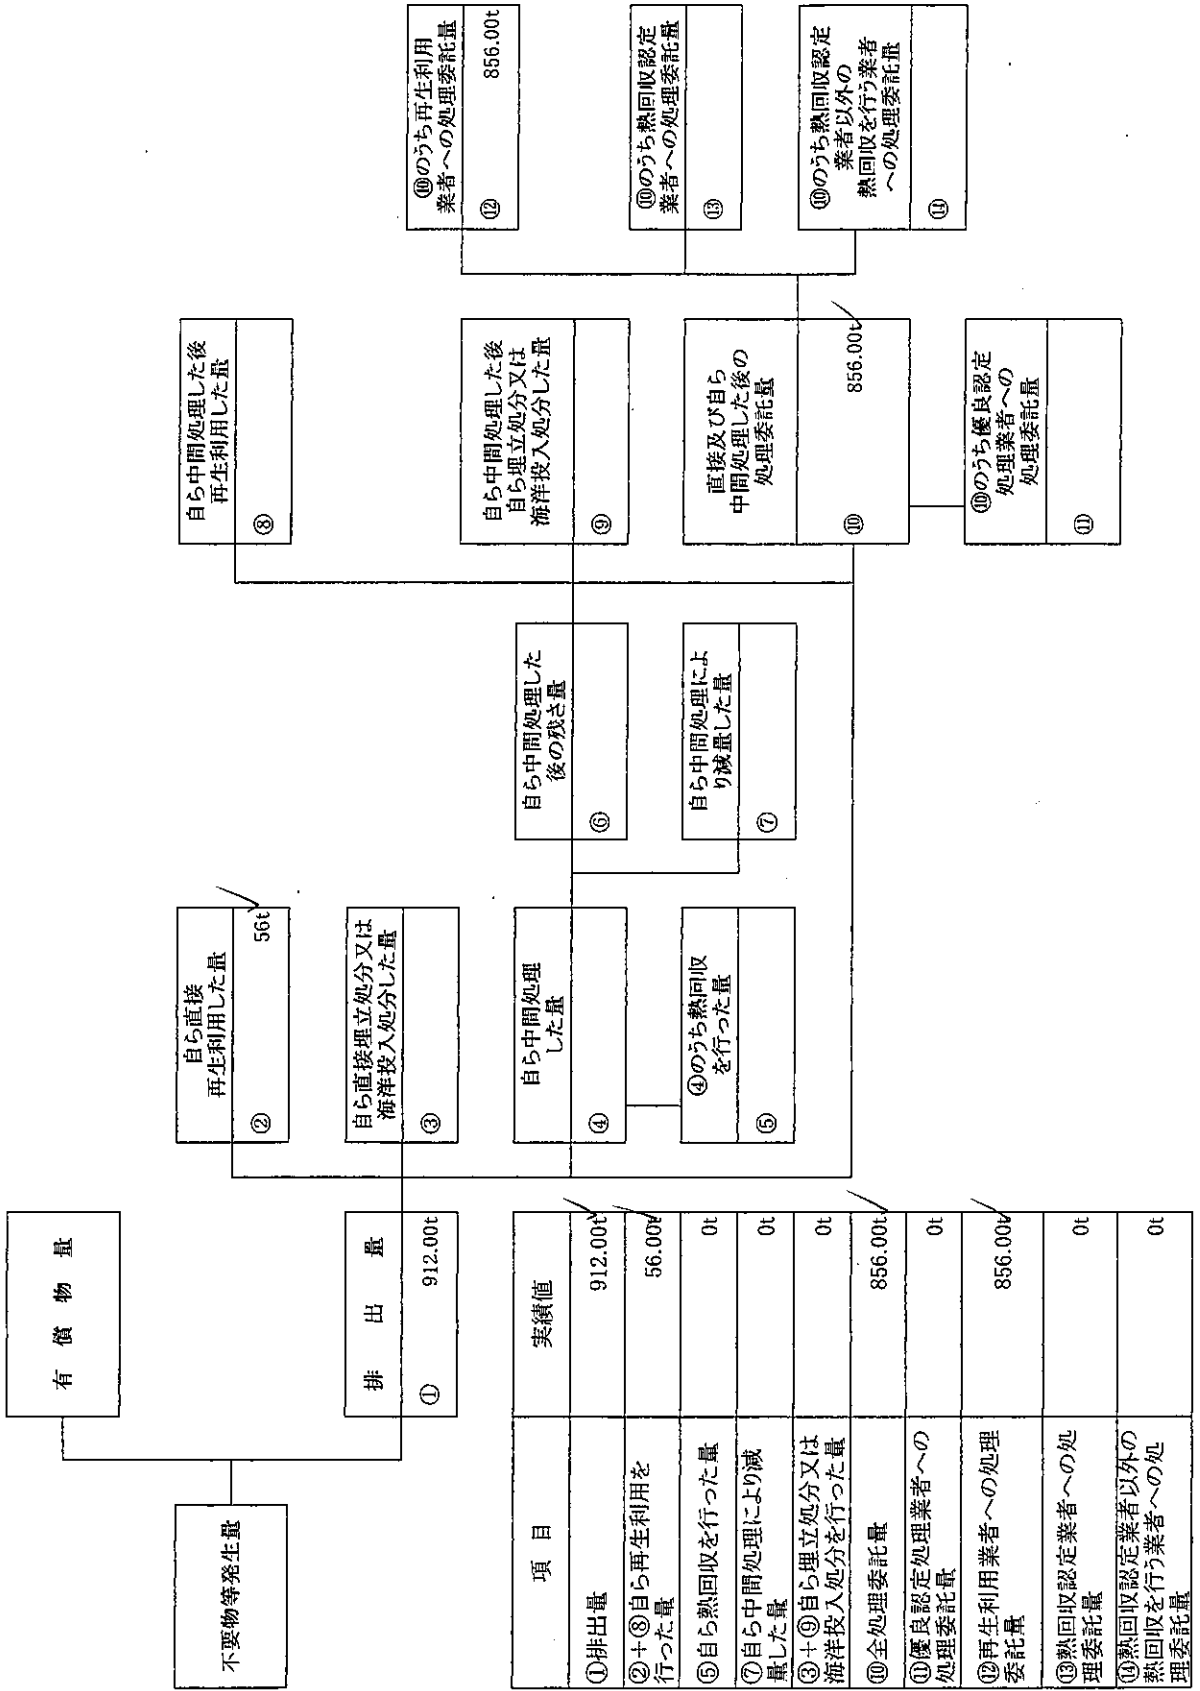 不要物等発生量
有償物量
排出量
① 912.00t
自ら直接
再生利用した量
② 56t
自ら直接埋立処分又は
海洋投入処分した量
③
自ら中間処理
した量
④
④のうち熱回収
を行った量
⑤
自ら中間処理した
後の残さ量
⑥
自ら中間処理によ
り減量した量
⑦
自ら中間処理した後
再生利用した量
⑧
自ら中間処理した後
自ら埋立処分又は
海洋投入処分した量
⑨
直接及び自ら
中間処理した後の
処理委託量
⑩ 856.00t
⑩のうち優良認定
処理業者への
処理委託量
⑪
⑩のうち再生利用
業者への処理委託量
⑫ 856.00t
⑩のうち熱回収認定
業者への処理委託量
⑬
⑩のうち熱回収認定
業者以外の
熱回収を行う業者
への処理委託量
⑭
項目 実績値
①排出量 912.00t
②+⑧自ら再生利用を
行った量 56.00t
⑤自ら熱回収を行った量 0t
⑦自ら中間処理により減
量した量 0t
③+⑨自ら埋立処分又は
海洋投入処分を行った量 0t
⑩全処理委託量 856.00t
⑪優良認定処理業者への
処理委託量 0t
⑫再生利用業者への処理
委託量 856.00t
⑬熱回収認定業者への処
理委託量 0t
⑭熱回収認定業者以外の
熱回収を行う業者への処
理委託量 0t